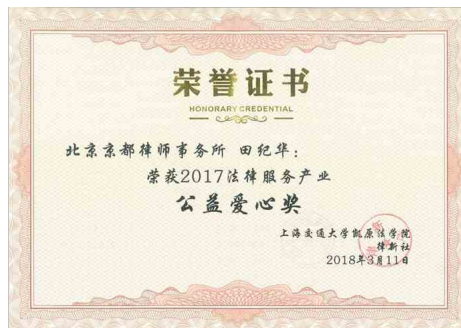 荣誉证书
HONORARY CREDENTIAL
北京京都律师事务所 田纪华：
荣获2017法律服务产业
公益爱心奖
上海交通大学凯原法学院
律新社
2018年3月11日